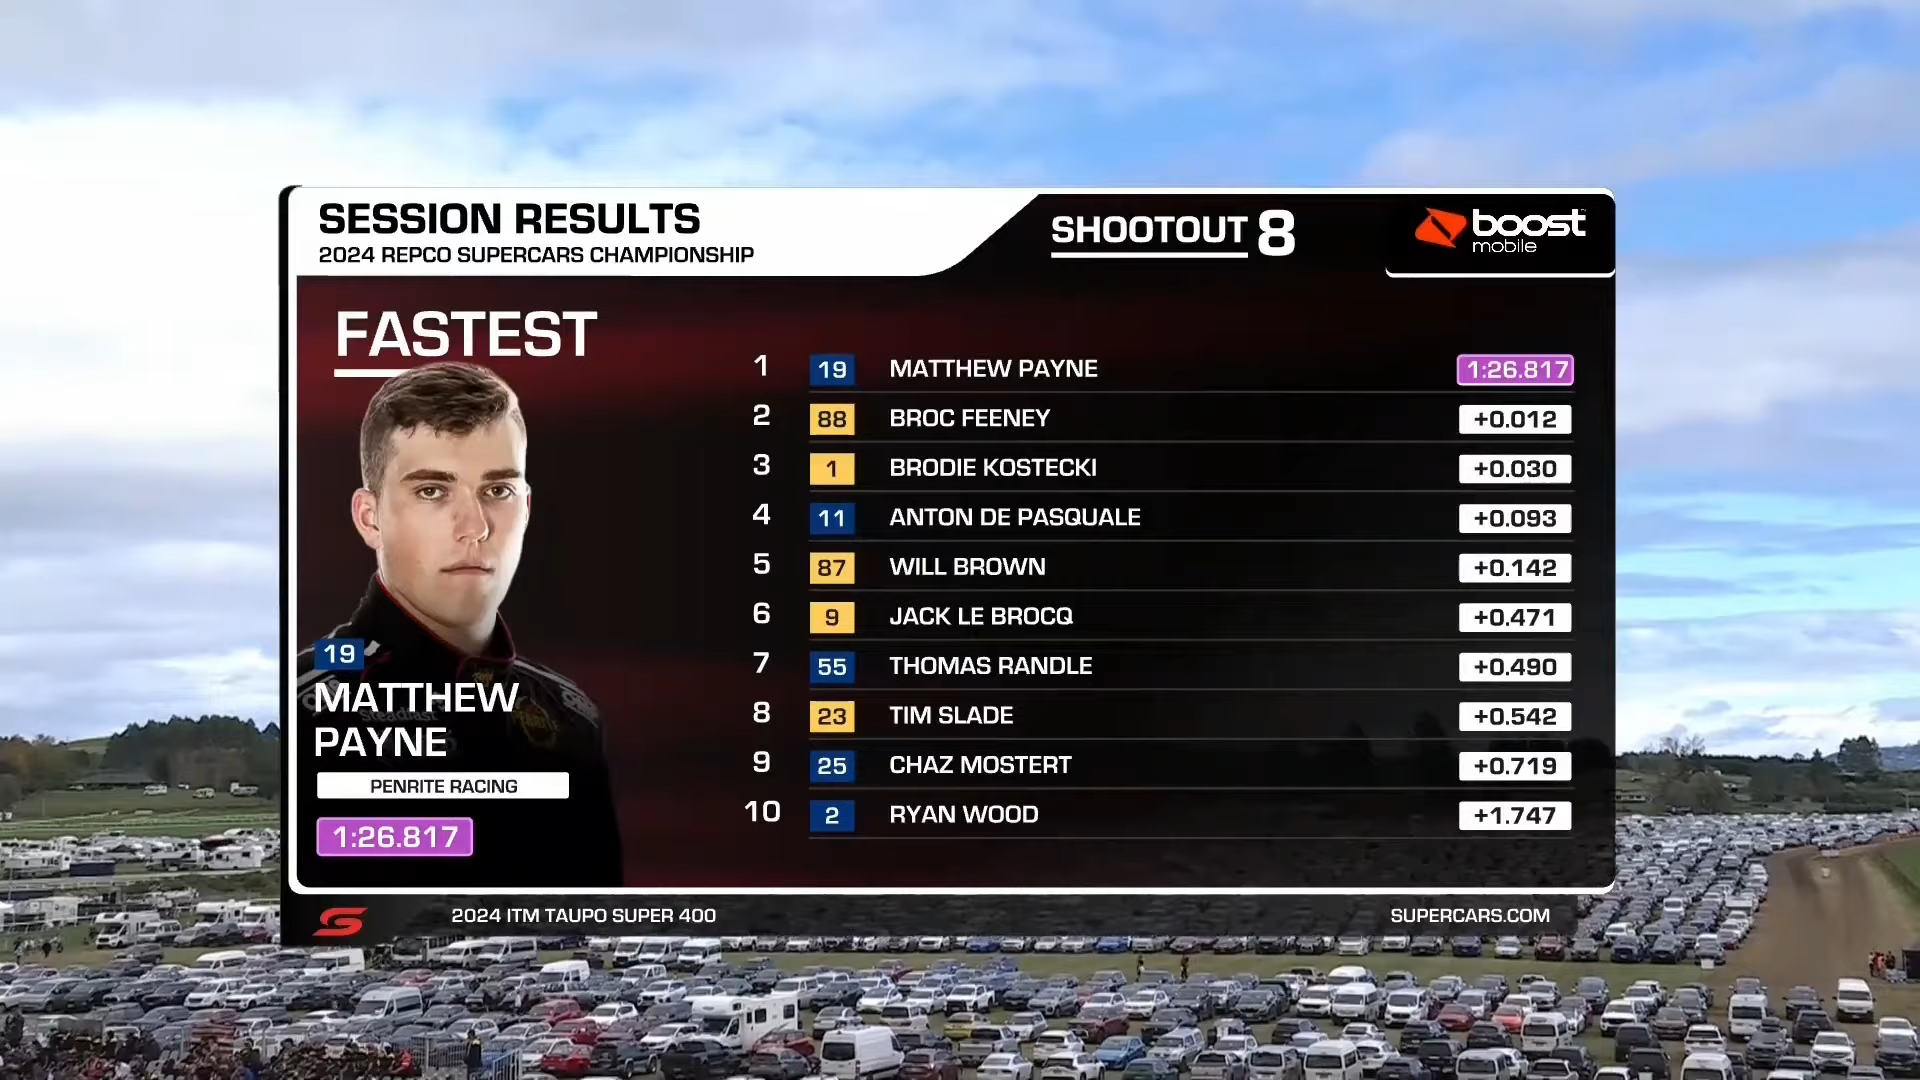 SESSION RESULTS
2024 REPCO SUPERCARS CHAMPIONSHIP
SHOOTOUT 8
boost
mobile
FASTEST
19
MATTHEW
PAYNE
PENRITE RACING
1:26.817
1 19 MATTHEW PAYNE 1:26.817
2 88 BROC FEENEY +0.012
3 1 BRODIE KOSTECKI +0.030
4 11 ANTON DE PASQUALE +0.093
5 87 WILL BROWN +0.142
6 9 JACK LE BROCQ +0.471
7 55 THOMAS RANDLE +0.490
8 23 TIM SLADE +0.542
9 25 CHAZ MOSTERT +0.719
10 2 RYAN WOOD +1.747
2024 ITM TAUPO SUPER 400
SUPERCARS.COM